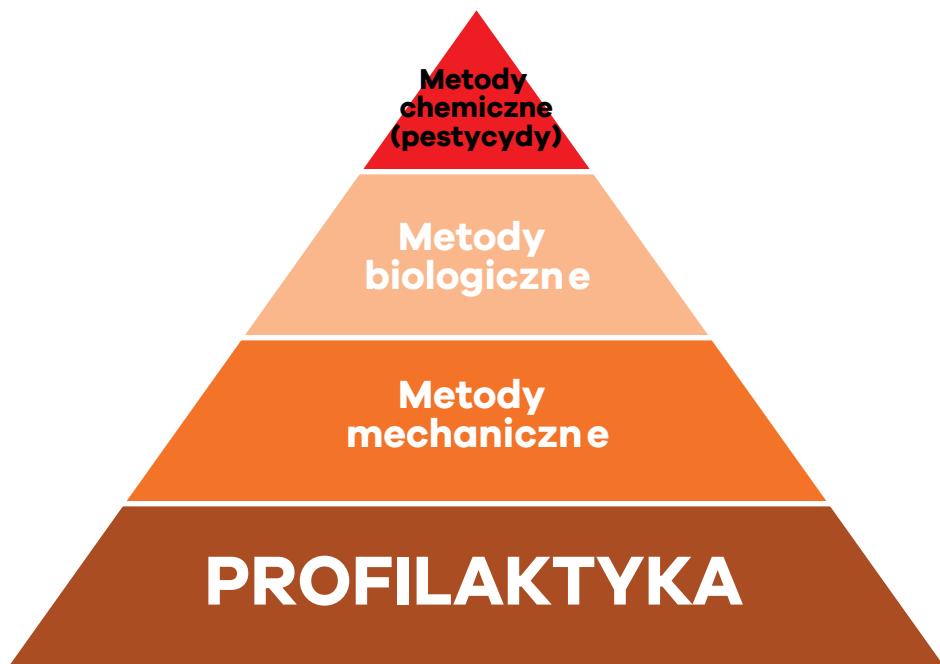 Metody
chemiczne
(pestycydy)
Metody
biologiczne
Metody
mechaniczne
PROFILAKTYKA